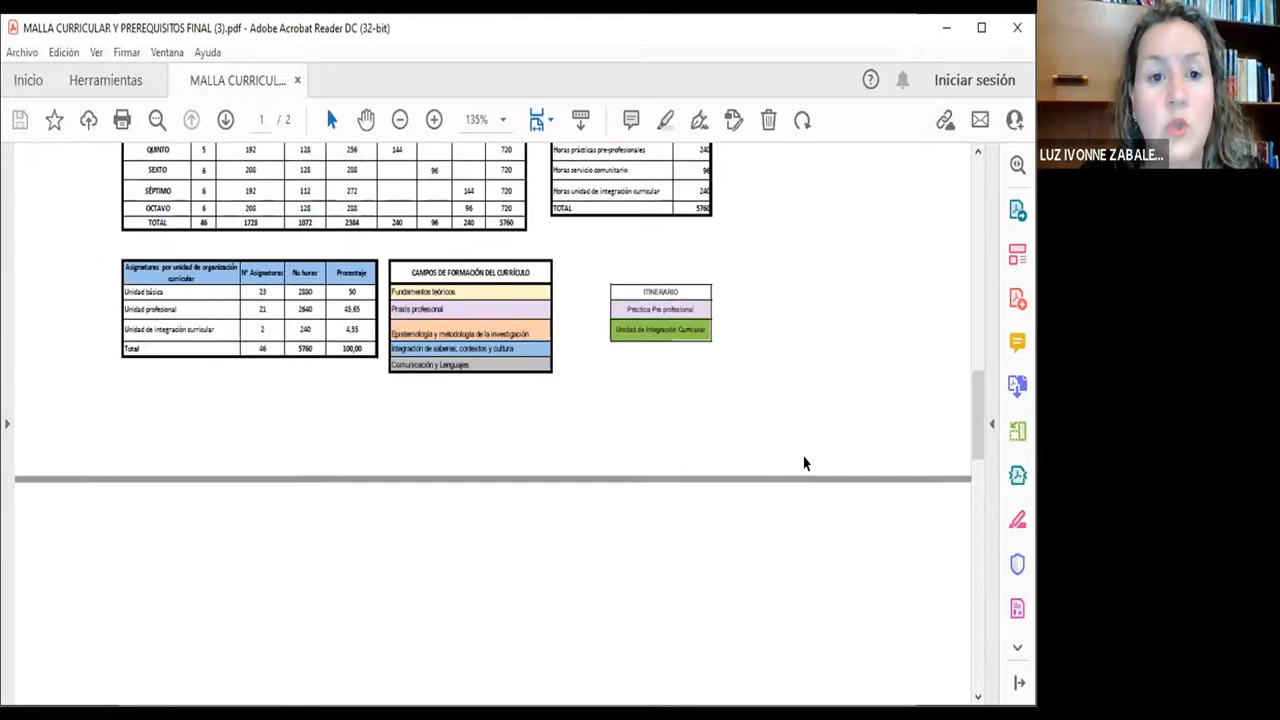 MALLA CURRICULAR Y PREREQUISITOS FINAL (3).pdf - Adobe Acrobat Reader DC (32-bit)
Archivo Edición Ver Firmar Ventana Ayuda
Inicio Herramientas MALLA CURRICUL... × Iniciar sesión
1 / 2 135%
LUZ IVONNE ZABALE...
QUINTO 5 192 128 256 144 720
SEXTO 6 208 128 288 96 720
SÉPTIMO 6 192 112 272 144 720
OCTAVO 6 208 128 288 96 720
TOTAL 46 1728 1072 2384 240 96 240 5760
Horas prácticas pre-profesionales 240
Horas servicio comunitario 96
Horas unidad de integración curricular 240
TOTAL 5760
Asignaturas por unidad de organización curricular Nº Asignaturas No horas Procentaje
Unidad básica 23 2880 50
Unidad profesional 21 2640 45,65
Unidad de integración curricular 2 240 4,35
Total 46 5760 100,00
CAMPOS DE FORMACIÓN DEL CURRÍCULO
Fundamentos teóricos
Praxis profesional
Epistemología y metodología de la investigación
Integración de saberes, contextos y cultura
Comunicación y Lenguajes
ITINERARIO
Práctica Pre profesional
Unidad de Integración Curricular